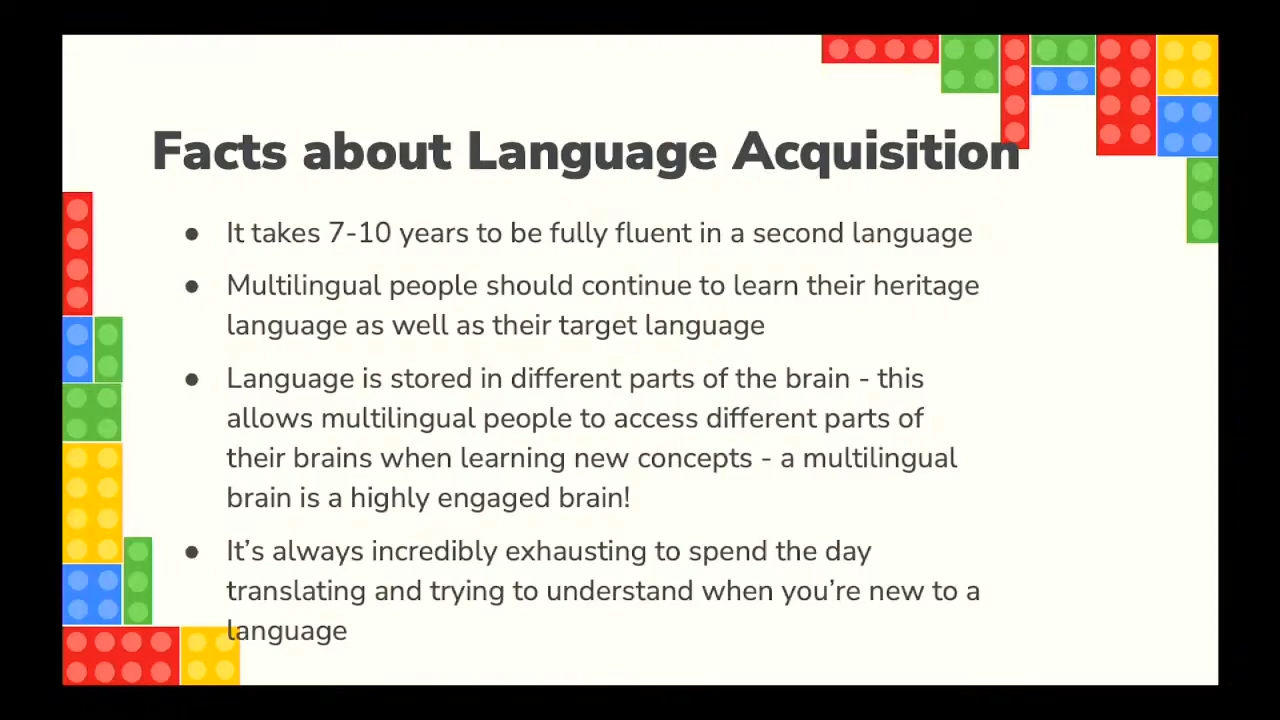 Facts about Language Acquisition
● It takes 7-10 years to be fully fluent in a second language
● Multilingual people should continue to learn their heritage
language as well as their target language
● Language is stored in different parts of the brain - this
allows multilingual people to access different parts of
their brains when learning new concepts - a multilingual
brain is a highly engaged brain!
● It’s always incredibly exhausting to spend the day
translating and trying to understand when you’re new to a
language